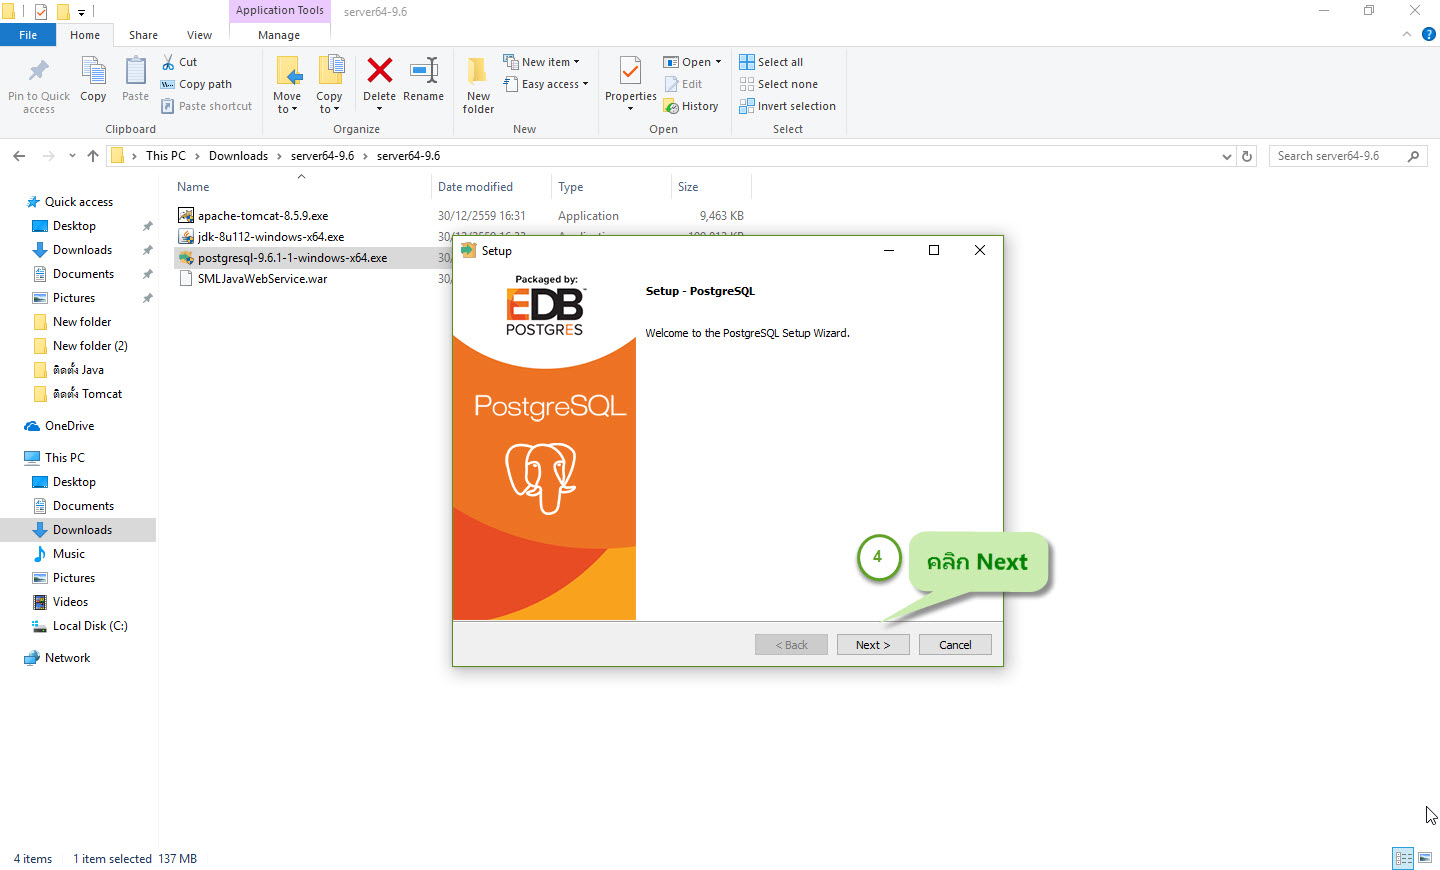 Application Tools
server64-9.6
File
Home
Share
View
Manage
Pin to Quick access
Copy
Paste
Cut
Copy path
Paste shortcut
Clipboard
Move to
Copy to
Delete
Rename
Organize
New folder
New item
Easy access
New
Properties
Open
Edit
History
Open
Select all
Select none
Invert selection
Select
This PC
Downloads
server64-9.6
server64-9.6
Search server64-9.6
Name
Date modified
Type
Size
apache-tomcat-8.5.9.exe
30/12/2559 16:31
Application
9,463 KB
jdk-8u112-windows-x64.exe
postgresql-9.6.1-1-windows-x64.exe
30/
SMLJavaWebService.war
30/
Quick access
Desktop
Downloads
Documents
Pictures
New folder
New folder (2)
ติดตั้ง Java
ติดตั้ง Tomcat
OneDrive
This PC
Desktop
Documents
Downloads
Music
Pictures
Videos
Local Disk (C:)
Network
Setup
Packaged by:
EDB
POSTGRES
PostgreSQL
Setup - PostgreSQL
Welcome to the PostgreSQL Setup Wizard.
4
คลิก Next
< Back
Next >
Cancel
4 items
1 item selected 137 MB